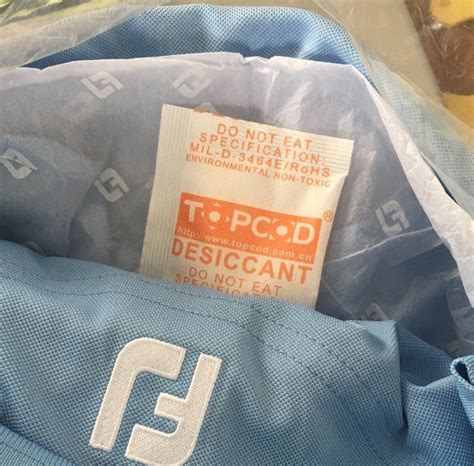 DO NOT EAT
SPECIFICATION:
MIL-D-3464E/RoHS
ENVIRONMENTAL NON-TOXIC
TOPCOD®
http://www.topcod.com.cn
DESICCANT
DO NOT EAT
FJ